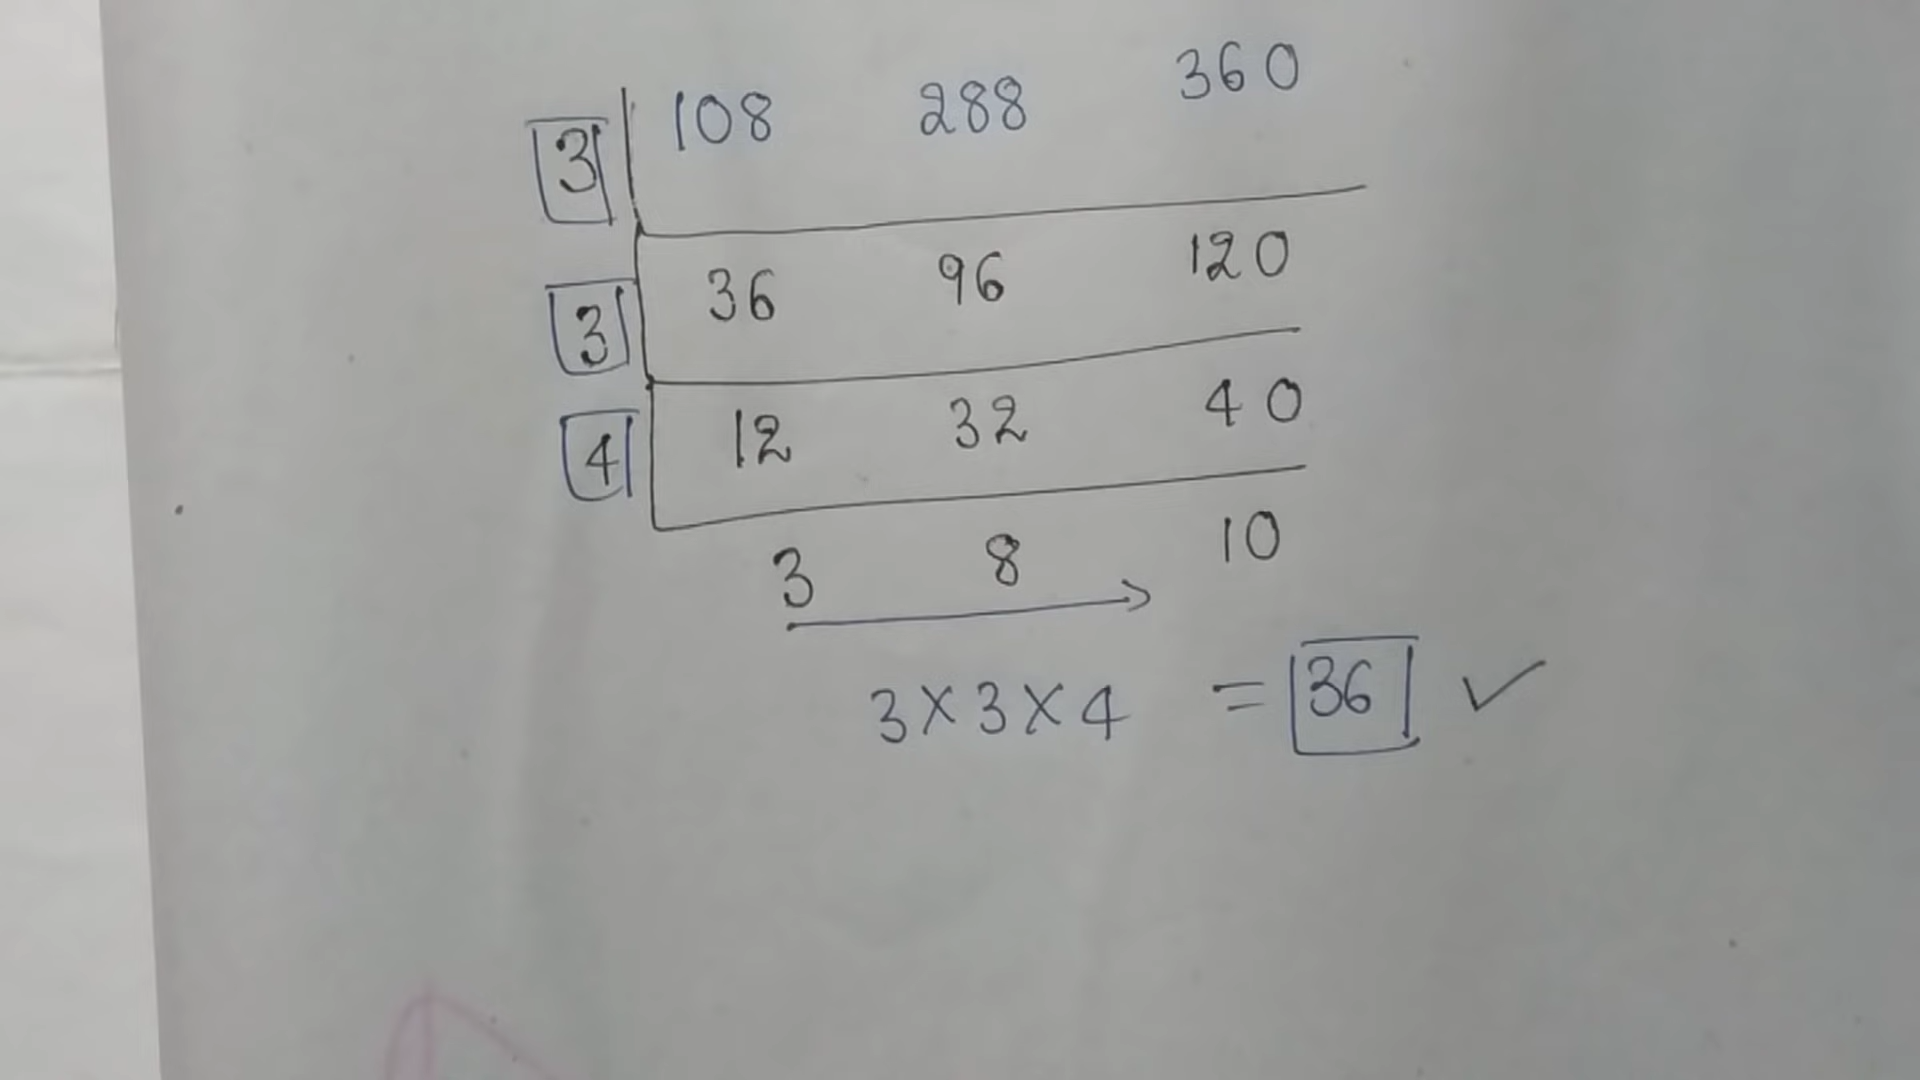 3 108 288 360
3 36 96 120
4 12 32 40
3 8 10
3 × 3 × 4 = 36 ✓